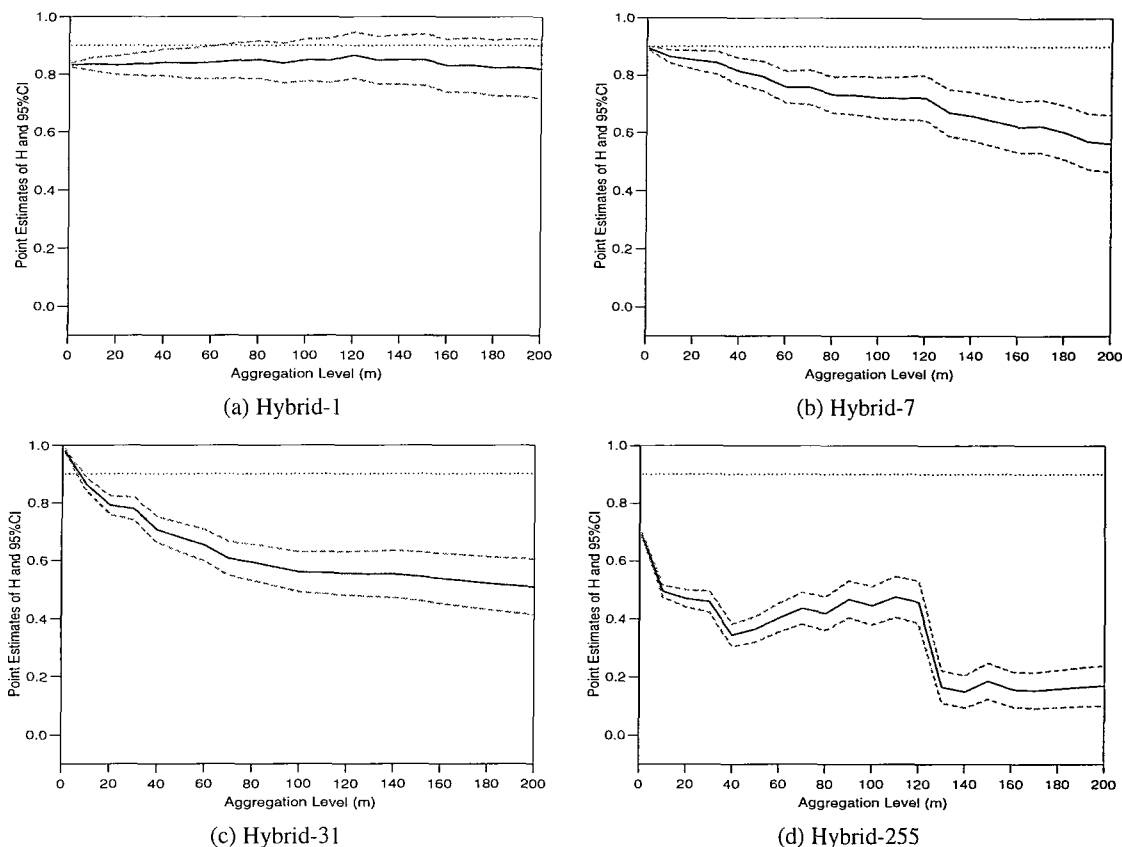 Point Estimates of H and 95%CI
1.0
0.8
0.6
0.4
0.2
0.0
0 20 40 60 80 100 120 140 160 180 200
Aggregation Level (m)
(a) Hybrid-1
Point Estimates of H and 95%CI
1.0
0.8
0.6
0.4
0.2
0.0
0 20 40 60 80 100 120 140 160 180 200
Aggregation Level (m)
(b) Hybrid-7
Point Estimates of H and 95%CI
1.0
0.8
0.6
0.4
0.2
0.0
0 20 40 60 80 100 120 140 160 180 200
Aggregation Level (m)
(c) Hybrid-31
Point Estimates of H and 95%CI
1.0
0.8
0.6
0.4
0.2
0.0
0 20 40 60 80 100 120 140 160 180 200
Aggregation Level (m)
(d) Hybrid-255